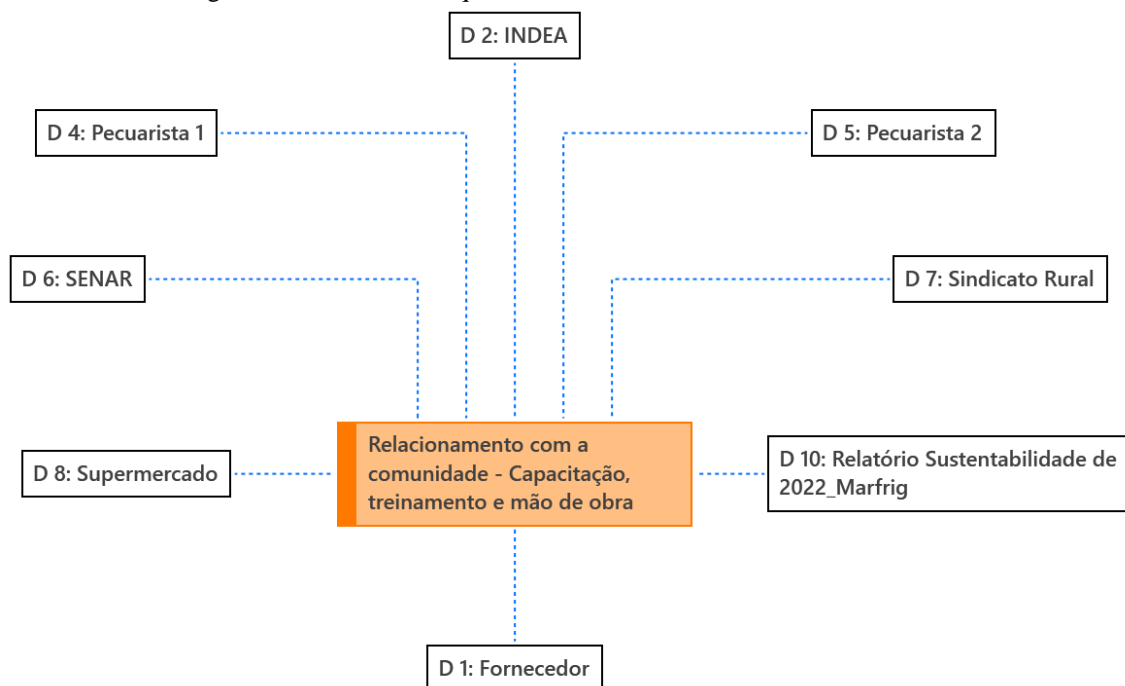 D 2: INDEA
D 4: Pecuarista 1
D 5: Pecuarista 2
D 6: SENAR
D 7: Sindicato Rural
Relacionamento com a
comunidade - Capacitação,
treinamento e mão de obra
D 8: Supermercado
D 10: Relatório Sustentabilidade de
2022_Marfrig
D 1: Fornecedor